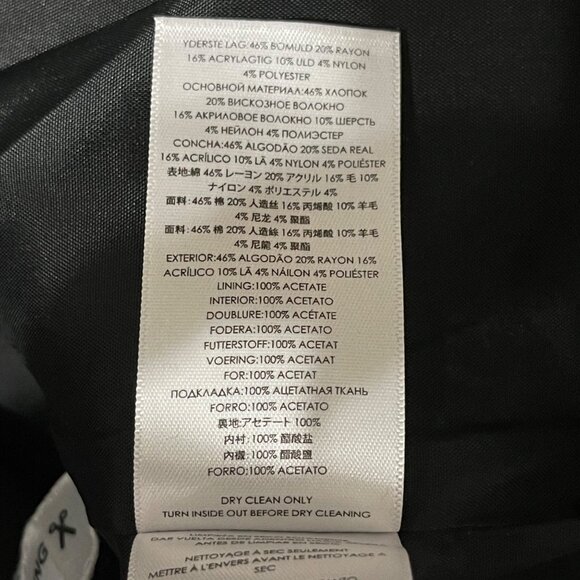 YDERSTE LAG:46% BOMULD 20% RAYON
16% ACRYLAGTIG 10% ULD 4% NYLON
4% POLYESTER
ОСНОВНОЙ МАТЕРИАЛ:46% ХЛОПОК
20% ВИСКОЗНОЕ ВОЛОКНО
16% АКРИЛОВОЕ ВОЛОКНО 10% ШЕРСТЬ
4% НЕЙЛОН 4% ПОЛИЭСТЕР
CONCHA:46% ALGODÃO 20% SEDA REAL
16% ACRÍLICO 10% LÃ 4% NYLON 4% POLIÉSTER
表地:綿 46% レーヨン 20% アクリル 16% 毛 10%
ナイロン 4% ポリエステル 4%
面料:46% 棉 20% 人造丝 16% 丙烯酸 10% 羊毛
4% 尼龙 4% 聚酯
面料:46% 棉 20% 人造絲 16% 丙烯酸 10% 羊毛
4% 尼龍 4% 聚酯
EXTERIOR:46% ALGODÃO 20% RAYON 16%
ACRÍLICO 10% LÃ 4% NÁILON 4% POLIÉSTER
LINING:100% ACETATE
INTERIOR:100% ACETATO
DOUBLURE:100% ACÉTATE
FODERA:100% ACETATO
FUTTERSTOFF:100% ACETAT
VOERING:100% ACETAAT
FOR:100% ACETAT
ПОДКЛАДКА:100% АЦЕТАТНАЯ ТКАНЬ
FORRO:100% ACETATO
裏地:アセテート 100%
内衬:100% 醋酸盐
内襯:100% 醋酸鹽
FORRO:100% ACETATO
DRY CLEAN ONLY
TURN INSIDE OUT BEFORE DRY CLEANING
DAR VUELTA DESDE
ANTES DE LIMPIAR EN SECO
NETTOYAGE À SEC SEULEMENT
METTRE À L'ENVERS AVANT LE NETTOYAGE À
SEC
NG